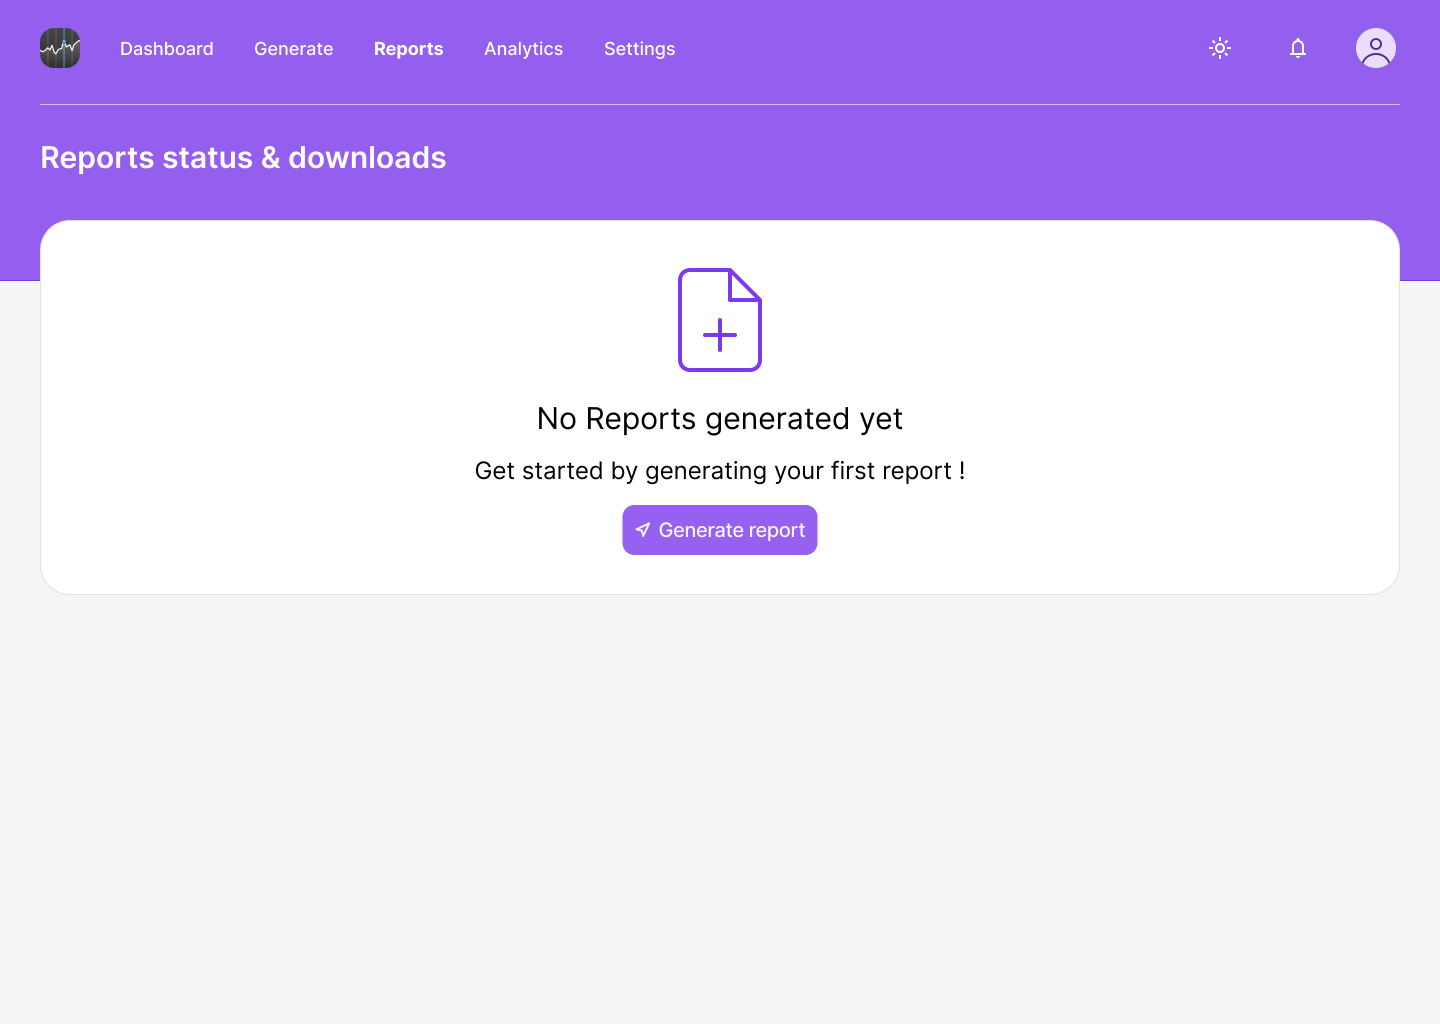 Dashboard Generate Reports Analytics Settings
Reports status & downloads
No Reports generated yet
Get started by generating your first report !
Generate report